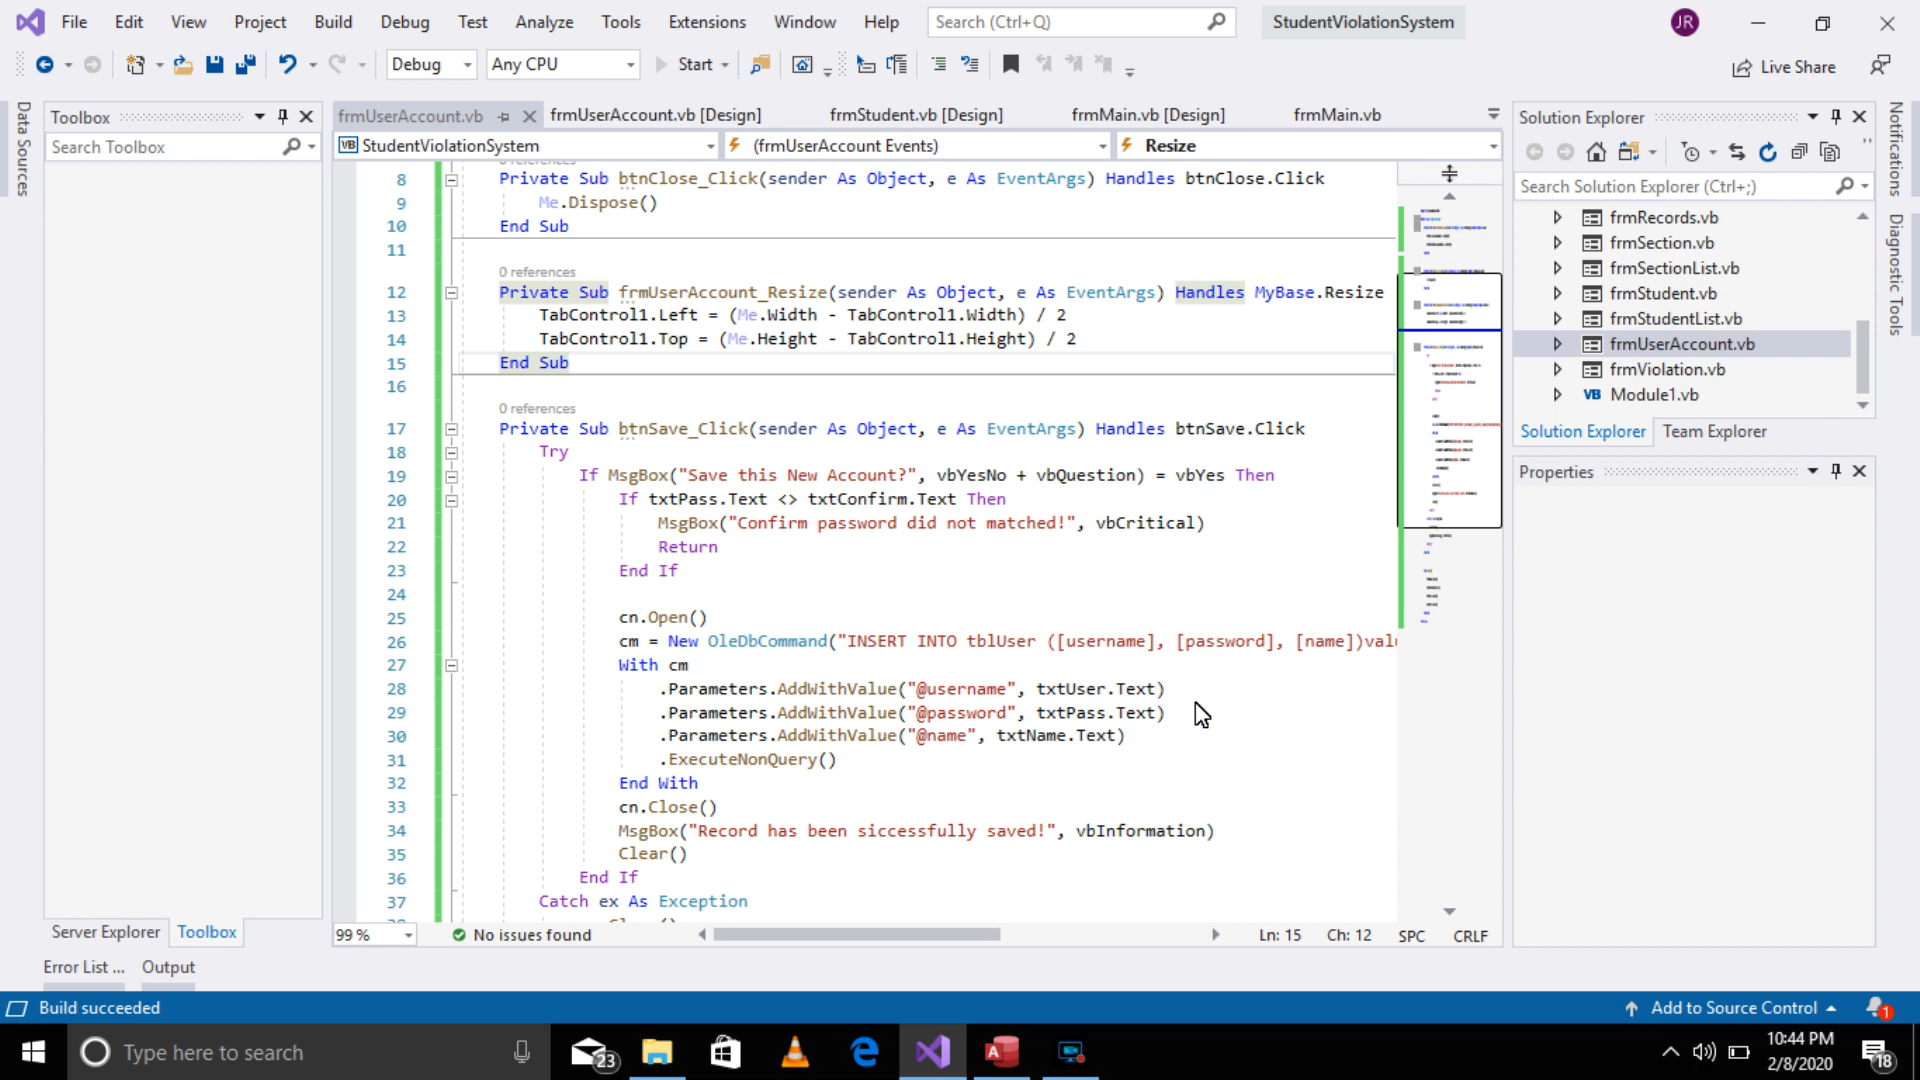 File Edit View Project Build Debug Test Analyze Tools Extensions Window Help Search (Ctrl+Q) StudentViolationSystem JR
Debug Any CPU Start Live Share
Data Sources
Toolbox
Search Toolbox
frmUserAccount.vb frmUserAccount.vb [Design] frmStudent.vb [Design] frmMain.vb [Design] frmMain.vb
VB StudentViolationSystem (frmUserAccount Events) Resize
8 Private Sub btnClose_Click(sender As Object, e As EventArgs) Handles btnClose.Click
9 Me.Dispose()
10 End Sub
11
0 references
12 Private Sub frmUserAccount_Resize(sender As Object, e As EventArgs) Handles MyBase.Resize
13 TabControl1.Left = (Me.Width - TabControl1.Width) / 2
14 TabControl1.Top = (Me.Height - TabControl1.Height) / 2
15 End Sub
16
0 references
17 Private Sub btnSave_Click(sender As Object, e As EventArgs) Handles btnSave.Click
18 Try
19 If MsgBox("Save this New Account?", vbYesNo + vbQuestion) = vbYes Then
20 If txtPass.Text <> txtConfirm.Text Then
21 MsgBox("Confirm password did not matched!", vbCritical)
22 Return
23 End If
24
25 cn.Open()
26 cm = New OleDbCommand("INSERT INTO tblUser ([username], [password], [name])valu
27 With cm
28 .Parameters.AddWithValue("@username", txtUser.Text)
29 .Parameters.AddWithValue("@password", txtPass.Text)
30 .Parameters.AddWithValue("@name", txtName.Text)
31 .ExecuteNonQuery()
32 End With
33 cn.Close()
34 MsgBox("Record has been siccessfully saved!", vbInformation)
35 Clear()
36 End If
37 Catch ex As Exception
99 % No issues found Ln: 15 Ch: 12 SPC CRLF
Solution Explorer
Search Solution Explorer (Ctrl+;)
frmRecords.vb
frmSection.vb
frmSectionList.vb
frmStudent.vb
frmStudentList.vb
frmUserAccount.vb
frmViolation.vb
VB Module1.vb
Solution Explorer Team Explorer
Properties
Notifications
Diagnostic Tools
Server Explorer Toolbox
Error List ... Output
Build succeeded Add to Source Control 1
Type here to search 23 A 10:44 PM
2/8/2020 18